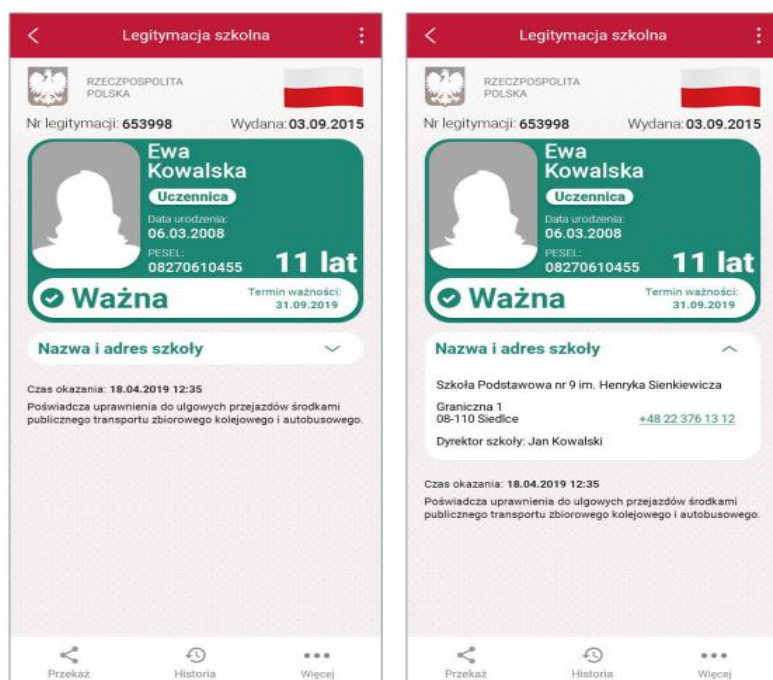 Legitymacja szkolna
RZECZPOSPOLITA
POLSKA
Nr legitymacji: 653998 Wydana: 03.09.2015
Ewa
Kowalska
Uczennica
Data urodzenia:
06.03.2008
PESEL:
08270610455
11 lat
Ważna
Termin ważności:
31.09.2019
Nazwa i adres szkoły
Czas okazania: 18.04.2019 12:35
Poświadcza uprawnienia do ulgowych przejazdów środkami
publicznego transportu zbiorowego kolejowego i autobusowego.
Przekaż Historia Więcej
Legitymacja szkolna
RZECZPOSPOLITA
POLSKA
Nr legitymacji: 653998 Wydana: 03.09.2015
Ewa
Kowalska
Uczennica
Data urodzenia:
06.03.2008
PESEL:
08270610455
11 lat
Ważna
Termin ważności:
31.09.2019
Nazwa i adres szkoły
Szkoła Podstawowa nr 9 im. Henryka Sienkiewicza
Graniczna 1
08-110 Siedlce +48 22 376 13 12
Dyrektor szkoły: Jan Kowalski
Czas okazania: 18.04.2019 12:35
Poświadcza uprawnienia do ulgowych przejazdów środkami
publicznego transportu zbiorowego kolejowego i autobusowego.
Przekaż Historia Więcej